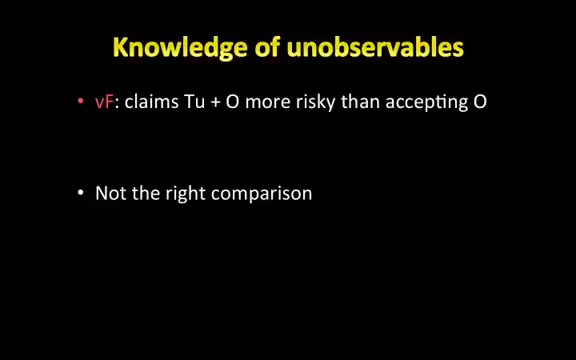 Knowledge of unobservables
• vF: claims Tu + O more risky than accepting O
• Not the right comparison